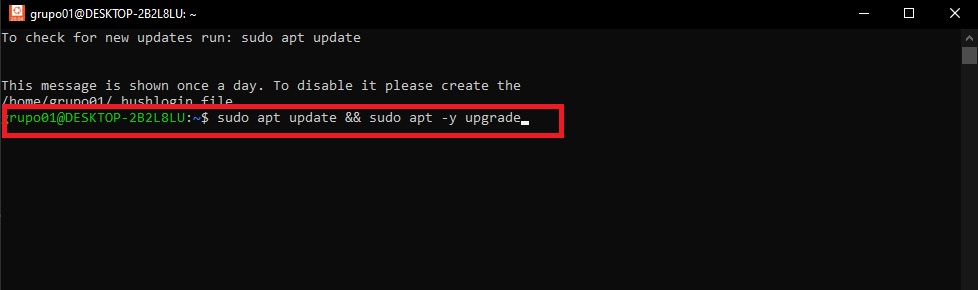 grupo01@DESKTOP-2B2L8LU: ~
To check for new updates run: sudo apt update
This message is shown once a day. To disable it please create the
/home/grupo01/.hushlogin file.
grupo01@DESKTOP-2B2L8LU:~$ sudo apt update && sudo apt -y upgrade